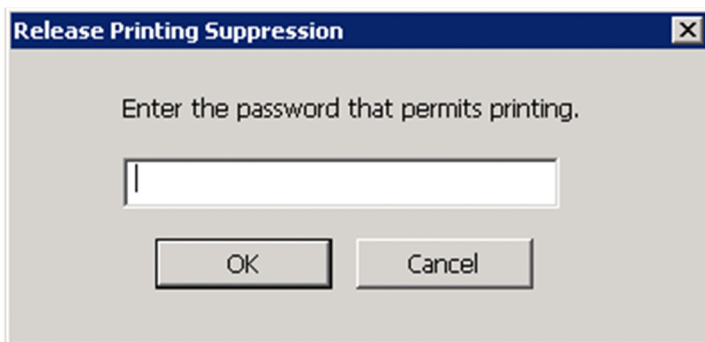 Release Printing Suppression
Enter the password that permits printing.
OK Cancel